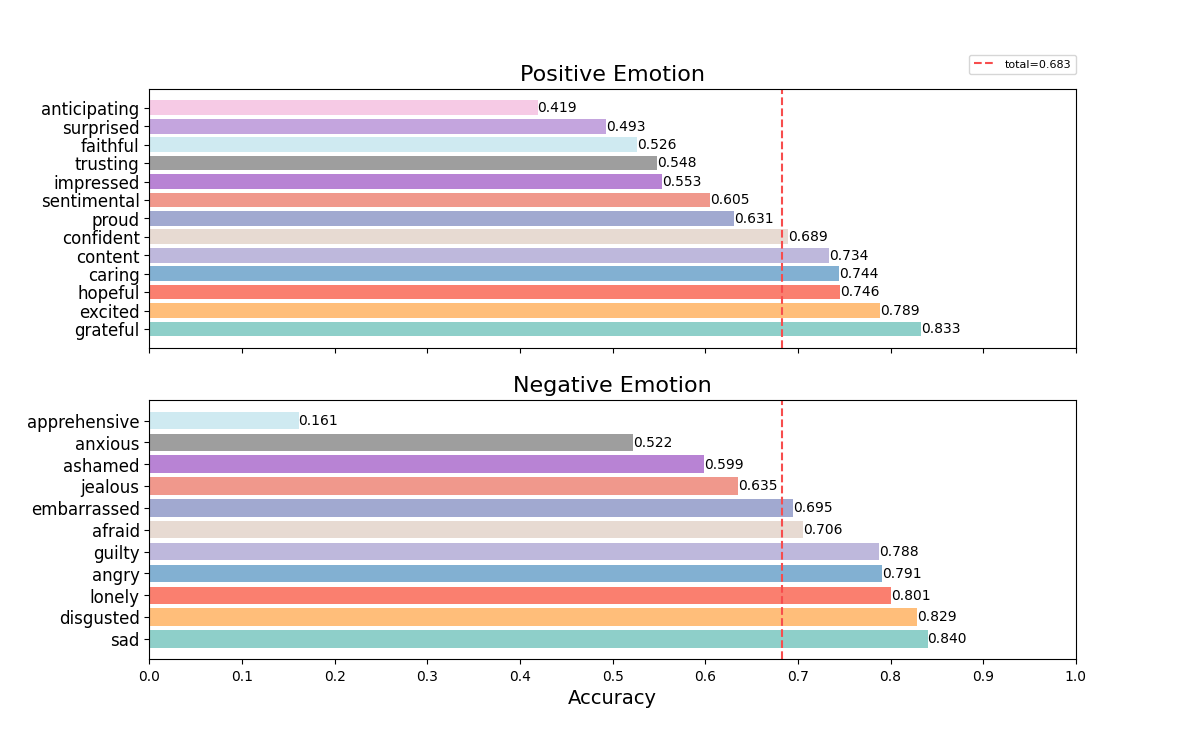 total=0.683
Positive Emotion
anticipating 0.419
surprised 0.493
faithful 0.526
trusting 0.548
impressed 0.553
sentimental 0.605
proud 0.631
confident 0.689
content 0.734
caring 0.744
hopeful 0.746
excited 0.789
grateful 0.833
Negative Emotion
apprehensive 0.161
anxious 0.522
ashamed 0.599
jealous 0.635
embarrassed 0.695
afraid 0.706
guilty 0.788
angry 0.791
lonely 0.801
disgusted 0.829
sad 0.840
0.0 0.1 0.2 0.3 0.4 0.5 0.6 0.7 0.8 0.9 1.0
Accuracy